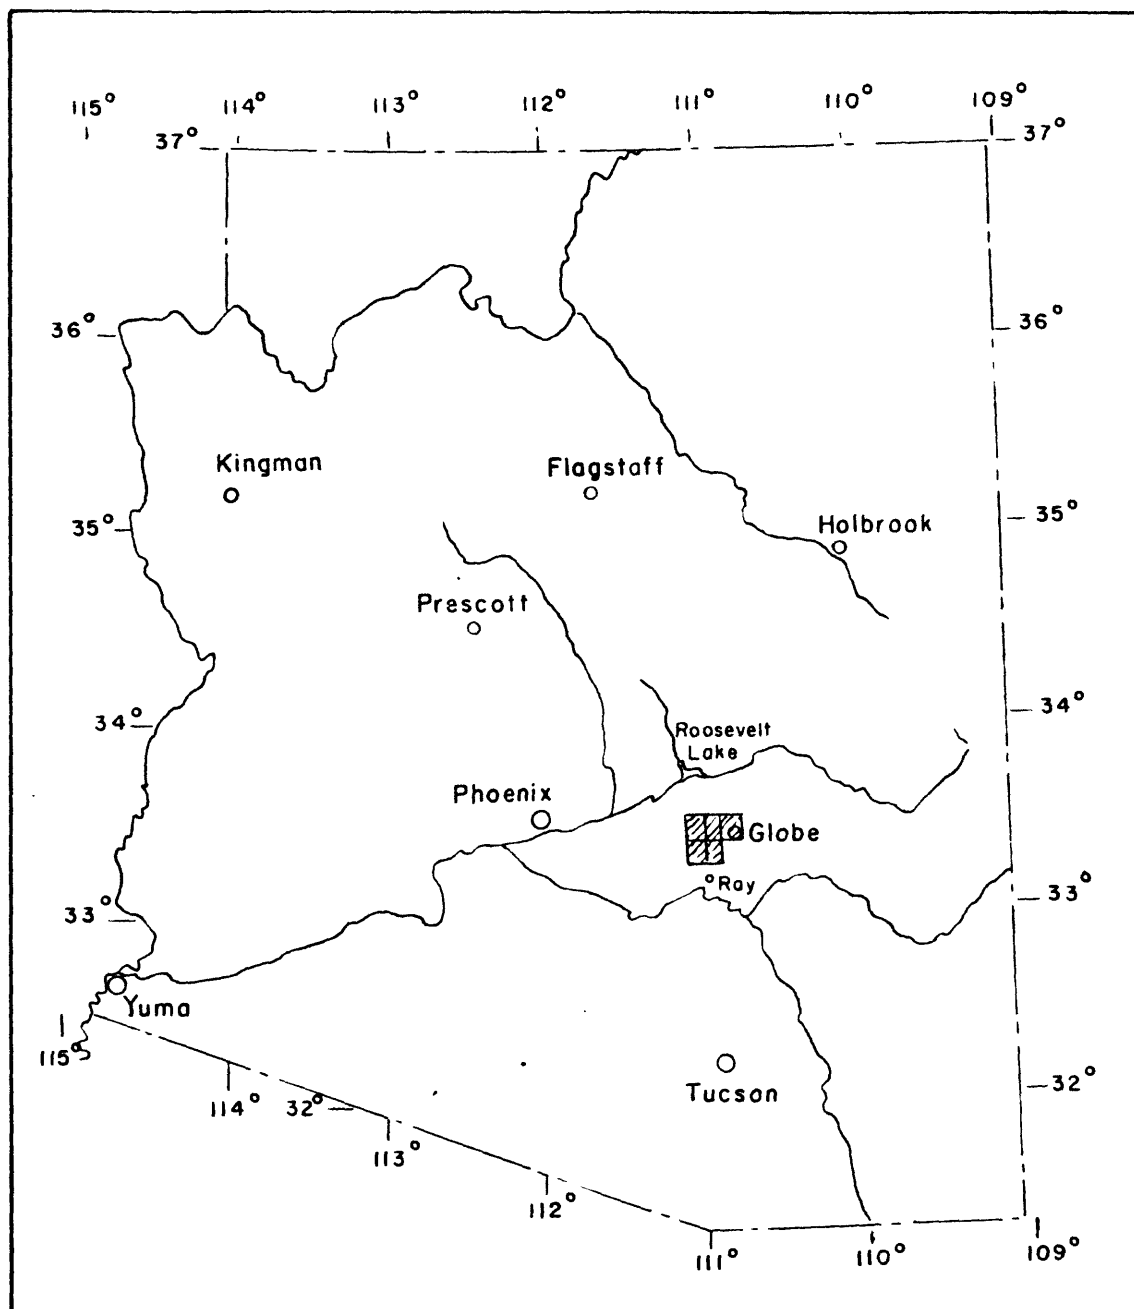 115° 114° 113° 112° 111° 110° 109°
37° 37°
36° 36°
Kingman Flagstaff
35° 35°
Holbrook
Prescott
34° 34°
Roosevelt
Lake
Phoenix
Globe
Ray
33° 33°
Yuma
115°
Tucson
32°
114° 32°
113°
112°
111° 110° 109°